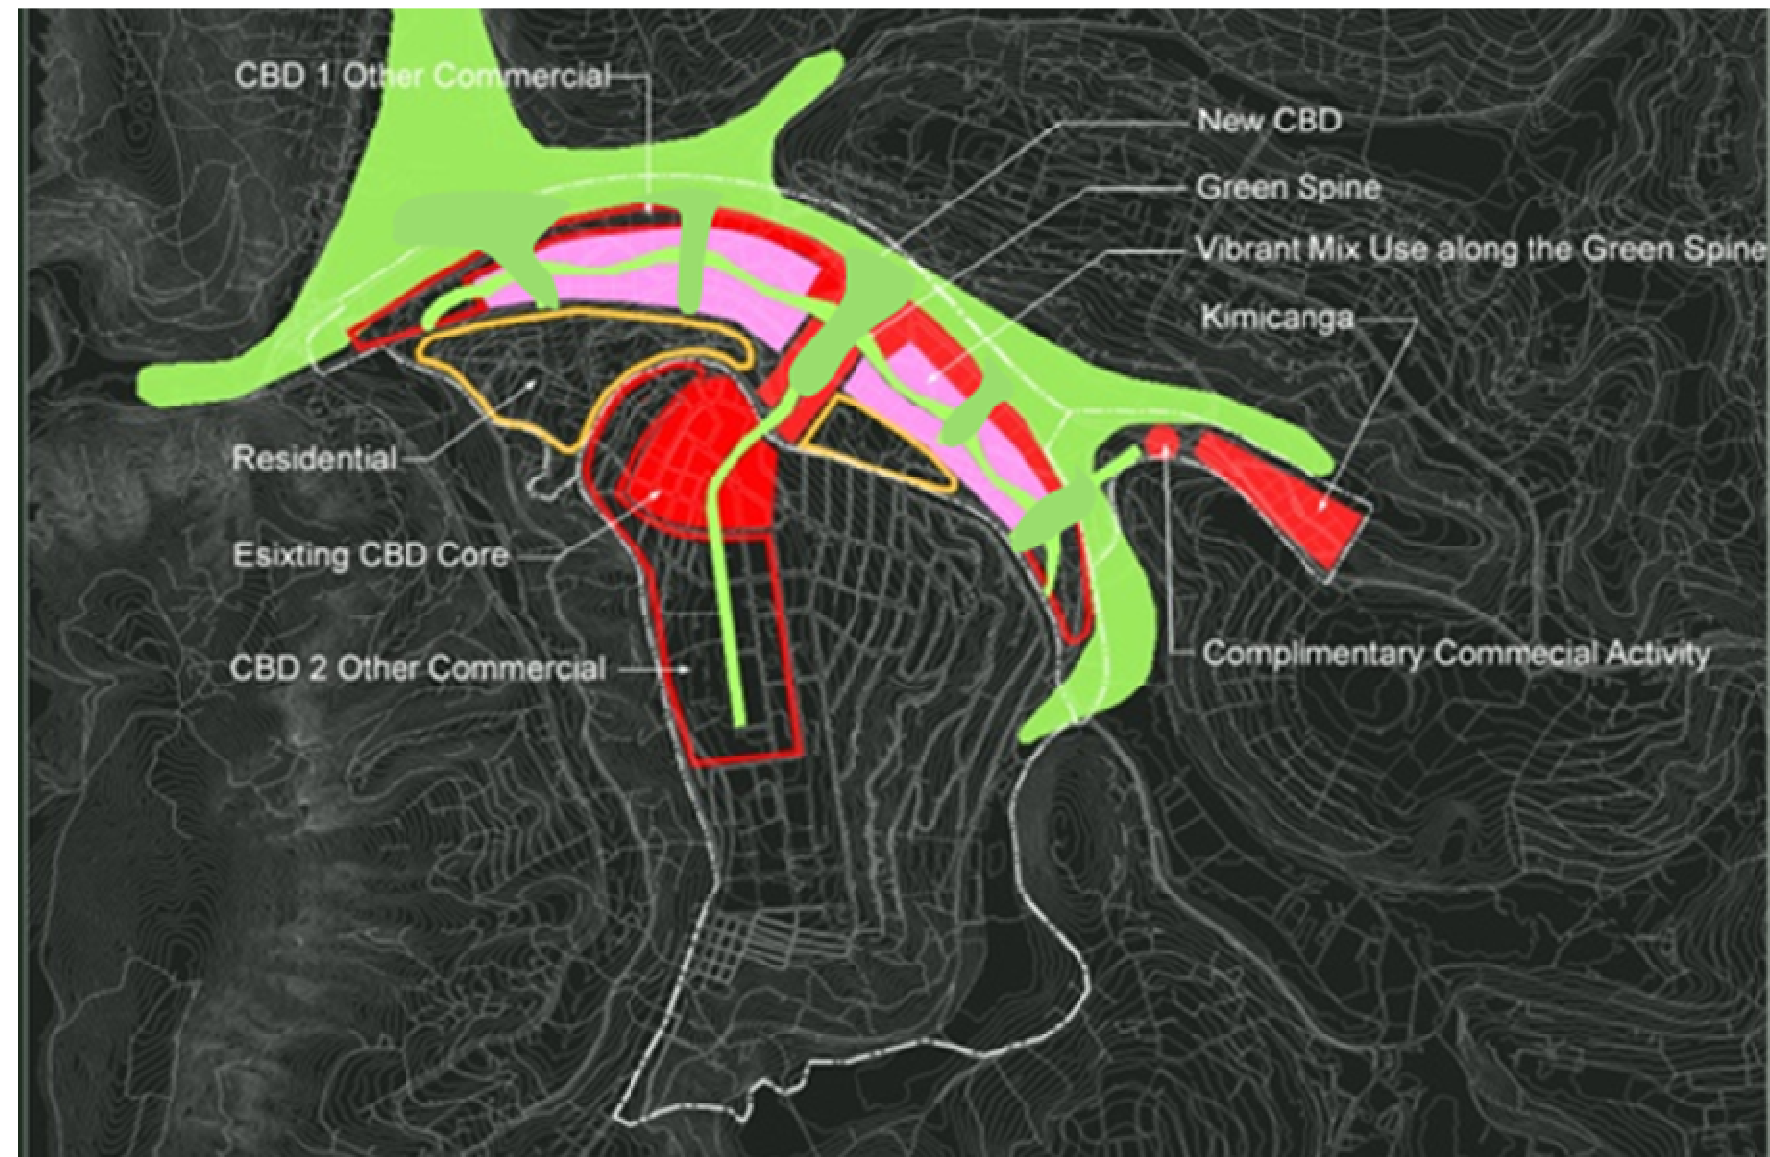 CBD 1 Other Commercial
New CBD
Green Spine
Vibrant Mix Use along the Green Spine
Kimicanga
Residential
Esixting CBD Core
CBD 2 Other Commercial
Complimentary Commecial Activity